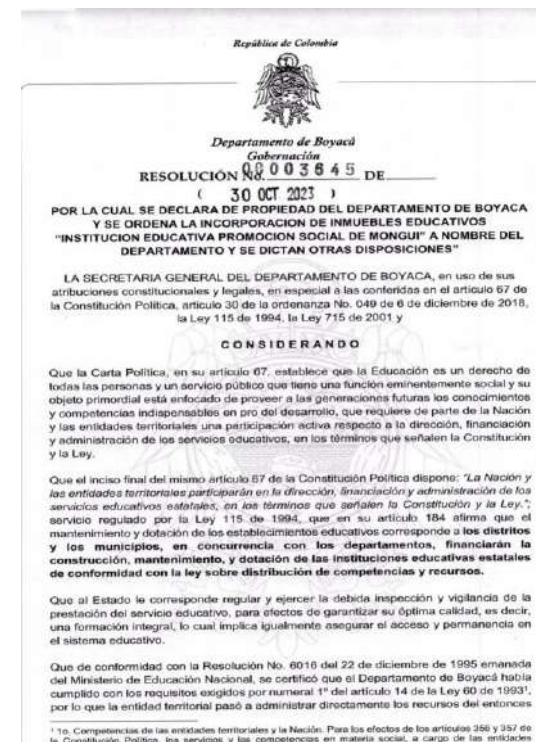 República de Colombia
Departamento de Boyacá
Gobernación
RESOLUCIÓN No. 003645 DE
( 30 OCT 2023 )
POR LA CUAL SE DECLARA DE PROPIEDAD DEL DEPARTAMENTO DE BOYACA
Y SE ORDENA LA INCORPORACION DE INMUEBLES EDUCATIVOS
"INSTITUCION EDUCATIVA PROMOCION SOCIAL DE MONGUI" A NOMBRE DEL
DEPARTAMENTO Y SE DICTAN OTRAS DISPOSICIONES"
LA SECRETARIA GENERAL DEL DEPARTAMENTO DE BOYACA, en uso de sus
atribuciones constitucionales y legales, en especial a las contenidas en el artículo 67 de
la Constitución Política, articulo 30 de la ordenanza No. 049 de 6 de diciembre de 2018,
la Ley 115 de 1994, la Ley 715 de 2001 y
CONSIDERANDO
Que la Carta Política, en su artículo 67, establece que la Educación es un derecho de
todas las personas y un servicio público que tiene una función eminentemente social y su
objeto primordial está enfocado de proveer a las generaciones futuras los conocimientos
y competencias indispensables en pro del desarrollo, que requiere de parte de la Nación
y las entidades territoriales una participación activa respecto a la dirección, financiación
y administración de los servicios educativos, en los términos que señalen la Constitución
y la Ley.
Que el inciso final del mismo artículo 67 de la Constitución Política dispone: "La Nación y
las entidades territoriales participarán en la dirección, financiación y administración de los
servicios educativos estatales, en los términos que señalen la Constitución y la Ley.";
servicio regulado por la Ley 115 de 1994, que en su artículo 184 afirma que el
mantenimiento y dotación de los establecimientos educativos corresponde a los distritos
y los municipios, en concurrencia con los departamentos, financiarán la
construcción, mantenimiento, y dotación de las instituciones educativas estatales
de conformidad con la ley sobre distribución de competencias y recursos.
Que al Estado le corresponde regular y ejercer la debida inspección y vigilancia de la
prestación del servicio educativo, para efectos de garantizar su óptima calidad, es decir,
una formación integral, lo cual implica igualmente asegurar el acceso y permanencia en
el sistema educativo.
Que de conformidad con la Resolución No. 6016 del 22 de diciembre de 1995 emanada
del Ministerio de Educación Nacional, se certificó que el Departamento de Boyacá había
cumplido con los requisitos exigidos por numeral 1º del artículo 14 de la Ley 60 de 1993¹,
por lo que la entidad territorial pasó a administrar directamente los recursos del entonces
¹ 1o. Competencias de las entidades territoriales y la Nación. Para los efectos de los artículos 356 y 357 de
la Constitución Política, los servicios y las competencias en materia social, a cargo de las entidades